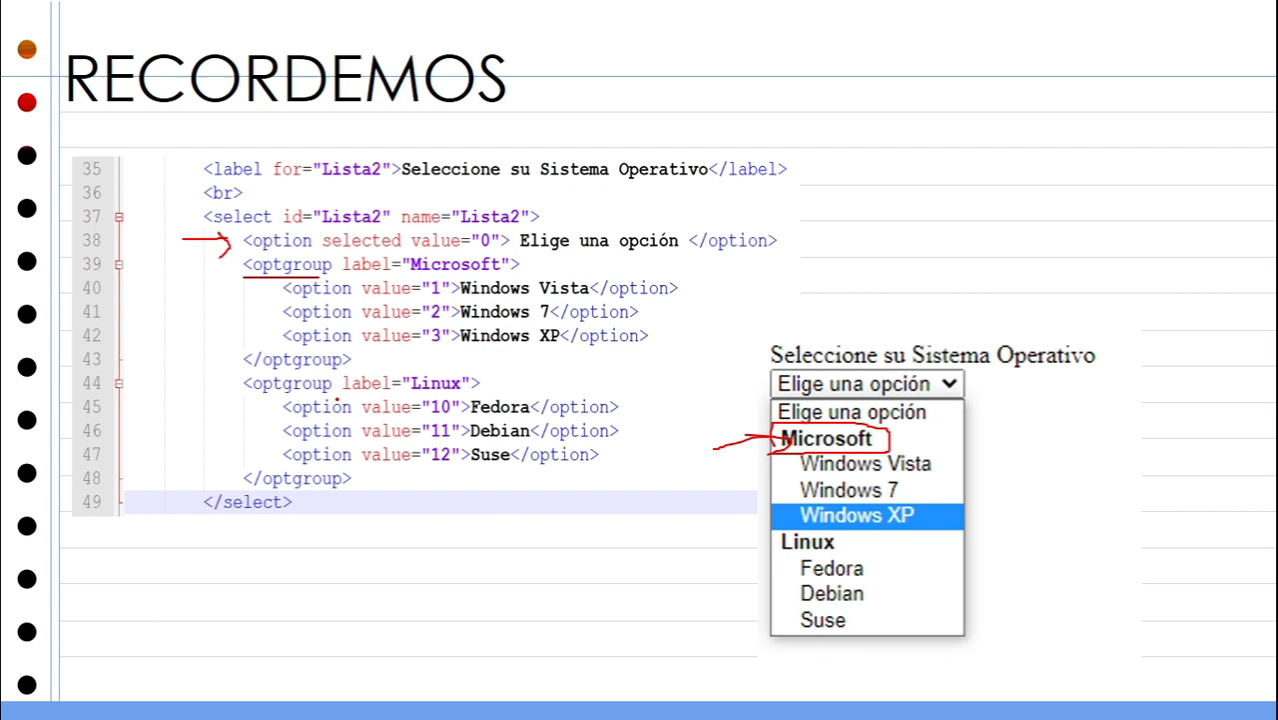 RECORDEMOS
35 <label for="Lista2">Seleccione su Sistema Operativo</label>
36 <br>
37 <select id="Lista2" name="Lista2">
38 <option selected value="0"> Elige una opción </option>
39 <optgroup label="Microsoft">
40 <option value="1">Windows Vista</option>
41 <option value="2">Windows 7</option>
42 <option value="3">Windows XP</option>
43 </optgroup>
44 <optgroup label="Linux">
45 <option value="10">Fedora</option>
46 <option value="11">Debian</option>
47 <option value="12">Suse</option>
48 </optgroup>
49 </select>
Seleccione su Sistema Operativo
Elige una opción
Elige una opción
Microsoft
Windows Vista
Windows 7
Windows XP
Linux
Fedora
Debian
Suse